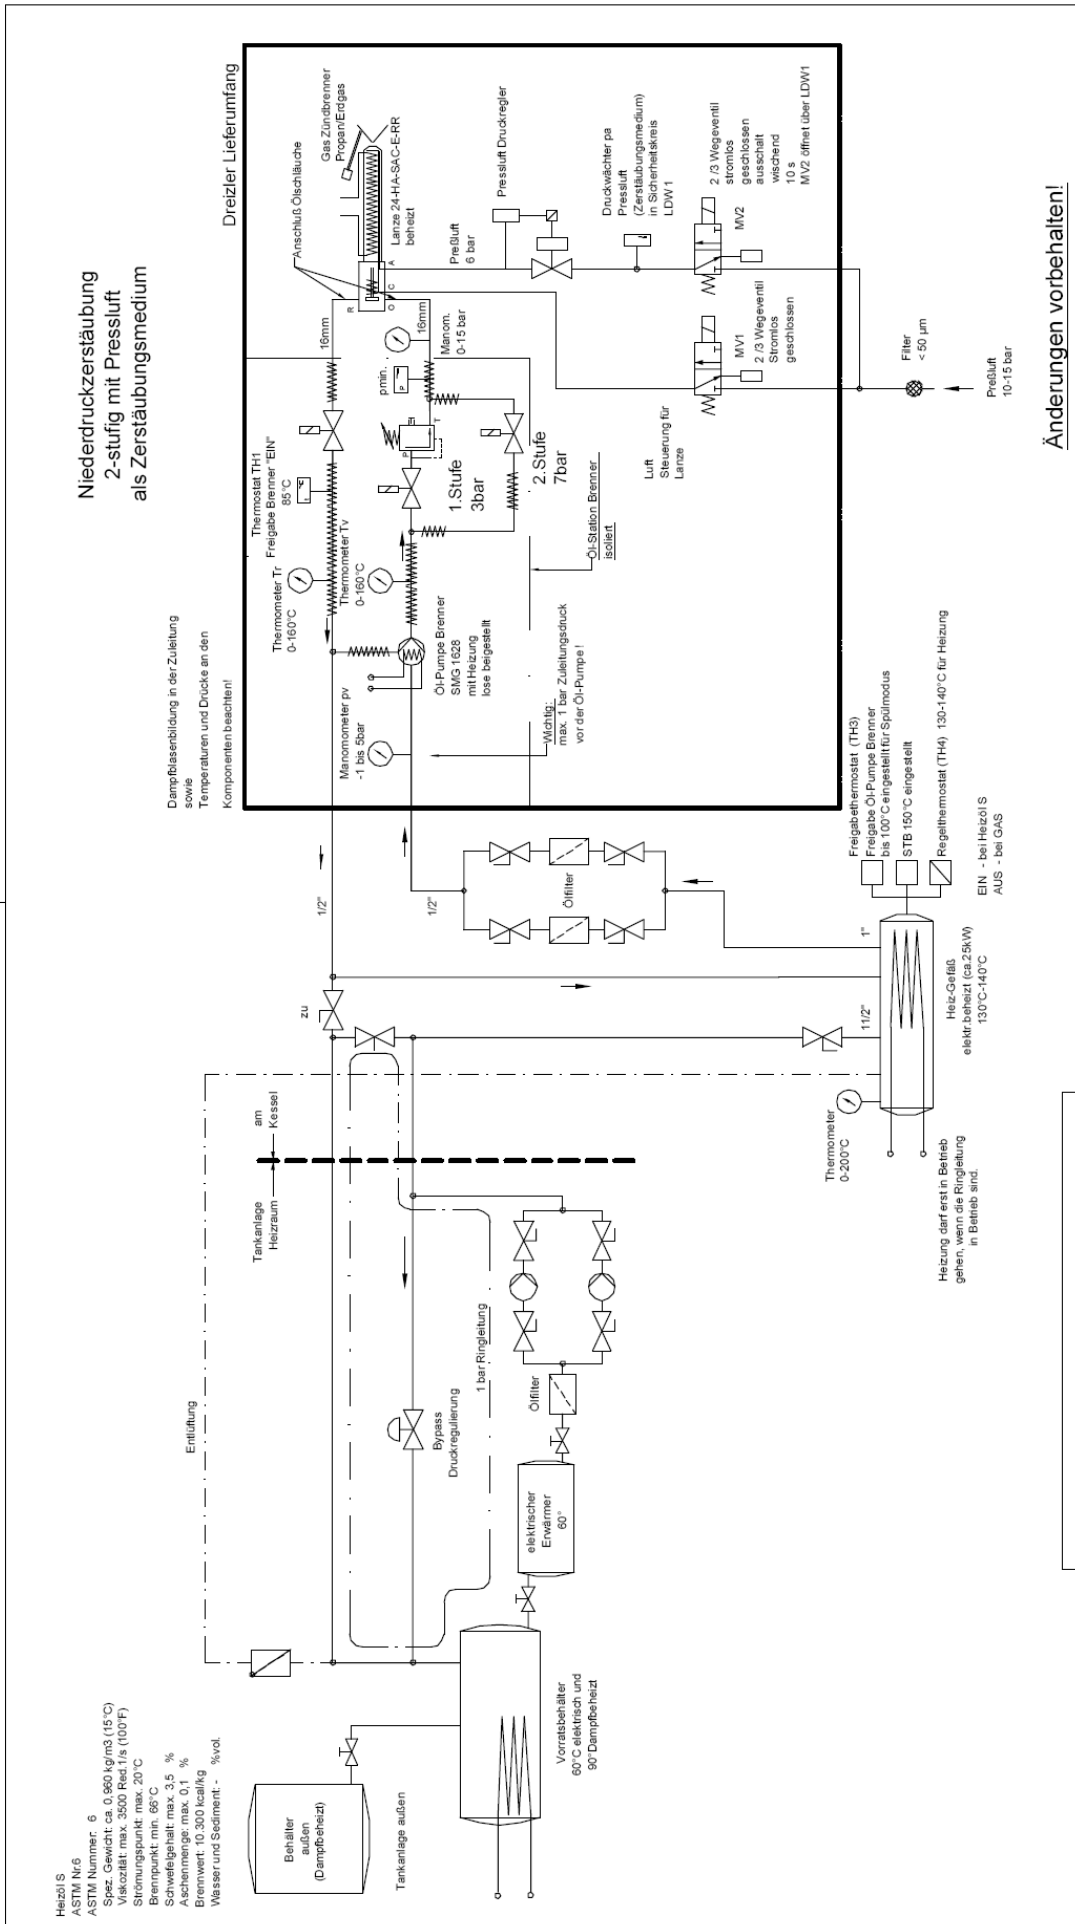 Niederdruckzerstäubung
2-stufig mit Pressluft
als Zerstäubungsmedium
Dreizler Lieferumfang
Gas Zündbrenner
Propan/Erdgas
Anschluß Ölschläuche
Lanze 24-HA-SAC-E-RR
beheizt
R
O
C
A
16mm
16mm
Manom.
0-15 bar
pmin.
P
Preßluft
6 bar
Pressluft Druckregler
Druckwächter pa
Pressluft
(Zerstäubungsmedium)
in Sicherheitskreis
LDW1
2 /3 Wegeventil
stromlos
geschlossen
ausschalt
wischend
10 s
MV2 öffnet über LDW1
MV2
MV1
2 /3 Wegeventil
Stromlos
geschlossen
Luft
Steuerung für
Lanze
Filter
< 50 µm
Preßluft
10-15 bar
Änderungen vorbehalten!
Thermostat TH1
Freigabe Brenner "EIN"
85°C
Thermometer Tr
0-160°C
Thermometer Tv
0-160°C
P
T
1.Stufe
3bar
2.Stufe
7bar
Öl-Station Brenner
isoliert
Öl-Pumpe Brenner
SMG 1628
mit Heizung
lose beigestellt
Manomometer pv
-1 bis 5bar
Wichtig:
max. 1 bar Zuleitungsdruck
vor der Öl-Pumpe !
Dampfblasenbildung in der Zuleitung
sowie
Temperaturen und Drücke an den
Komponenten beachten!
1/2"
1/2"
Ölfilter
Freigabethermostat (TH3)
Freigabe Öl-Pumpe Brenner
bis 100°C eingestellt für Spülmodus
STB 150°C eingestellt
Regelthermostat (TH4) 130-140°C für Heizung
EIN - bei Heizöl S
AUS - bei GAS
1"
11/2"
Heiz-Gefäß
elektr.beheizt (ca.25kW)
130°C-140°C
Thermometer
0-200°C
Heizung darf erst in Betrieb
gehen, wenn die Ringleitung
in Betrieb sind.
zu
am
Kessel
Tankanlage
Heizraum
Entlüftung
1 bar Ringleitung
Bypass
Druckregulierung
Ölfilter
elektrischer
Erwärmer
60°
Vorratsbehälter
60°C elektrisch und
90°Dampfbeheizt
Behälter
außen
(Dampfbeheizt)
Tankanlage außen
Heizöl S
ASTM Nr.6
ASTM Nummer: 6
Spez. Gewicht: ca. 0,960 kg/m3 (15°C)
Viskozität: max. 3500 Red.1/s (100°F)
Strömungspunkt: max. 20°C
Brennpunkt: min. 66°C
Schwefelgehalt: max. 3,5 %
Aschenmenge: max. 0,1 %
Brennwert: 10.300 kcal/kg
Wasser und Sediment: - %vol.